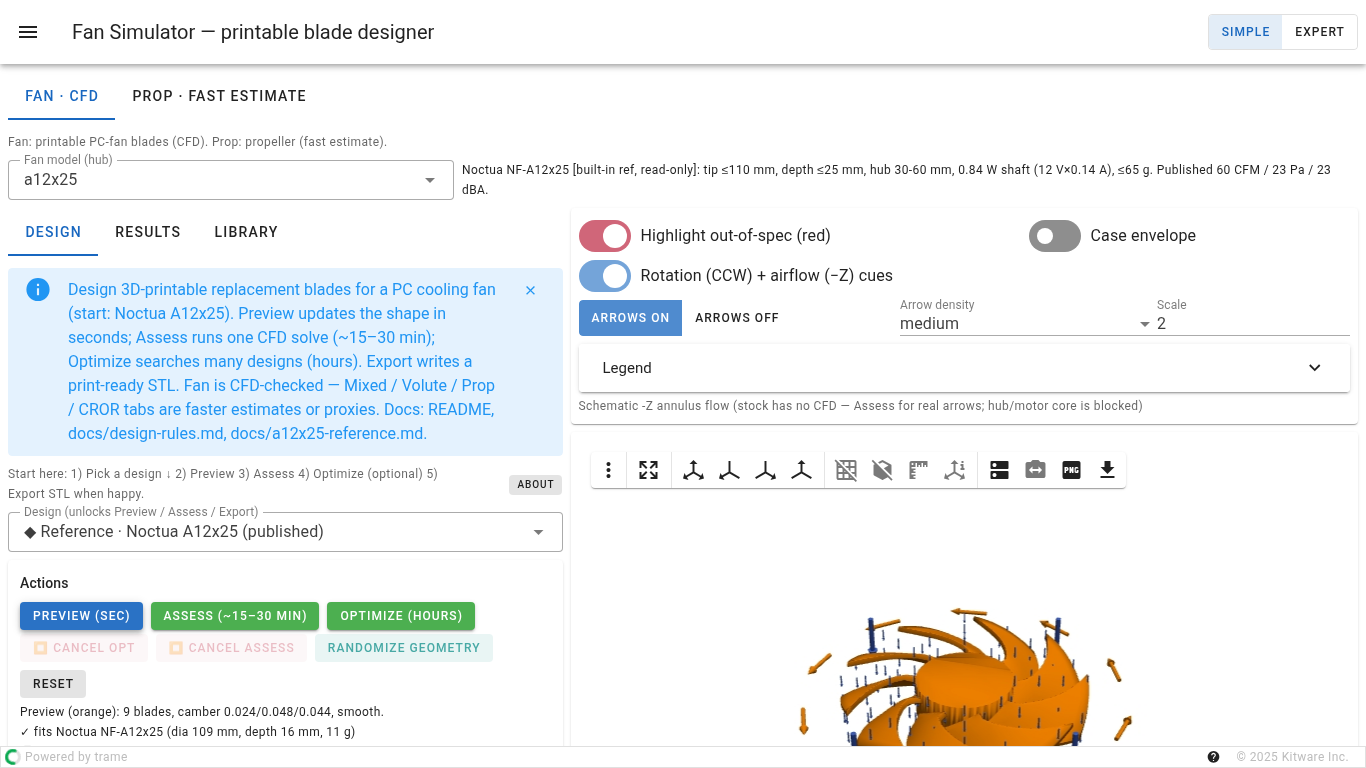 Fan Simulator — printable blade designer
SIMPLE
EXPERT
FAN · CFD
PROP · FAST ESTIMATE
Fan: printable PC-fan blades (CFD). Prop: propeller (fast estimate).
Fan model (hub)
a12x25
Noctua NF-A12x25 [built-in ref, read-only]: tip ≤110 mm, depth ≤25 mm, hub 30-60 mm, 0.84 W shaft (12 V×0.14 A), ≤65 g. Published 60 CFM / 23 Pa / 23
dBA.
DESIGN
RESULTS
LIBRARY
Design 3D-printable replacement blades for a PC cooling fan
(start: Noctua A12x25). Preview updates the shape in
seconds; Assess runs one CFD solve (~15–30 min);
Optimize searches many designs (hours). Export writes a
print-ready STL. Fan is CFD-checked — Mixed / Volute / Prop
/ CROR tabs are faster estimates or proxies. Docs: README,
docs/design-rules.md, docs/a12x25-reference.md.
Start here: 1) Pick a design ↓ 2) Preview 3) Assess 4) Optimize (optional) 5)
Export STL when happy.
ABOUT
Design (unlocks Preview / Assess / Export)
◆ Reference · Noctua A12x25 (published)
Actions
PREVIEW (SEC)
ASSESS (~15–30 MIN)
OPTIMIZE (HOURS)
CANCEL OPT
CANCEL ASSESS
RANDOMIZE GEOMETRY
RESET
Preview (orange): 9 blades, camber 0.024/0.048/0.044, smooth.
✓ fits Noctua NF-A12x25 (dia 109 mm, depth 16 mm, 11 g)
Highlight out-of-spec (red)
Case envelope
Rotation (CCW) + airflow (−Z) cues
ARROWS ON
ARROWS OFF
Arrow density
medium
Scale
2
Legend
Schematic -Z annulus flow (stock has no CFD — Assess for real arrows; hub/motor core is blocked)
PNG
Powered by trame
© 2025 Kitware Inc.